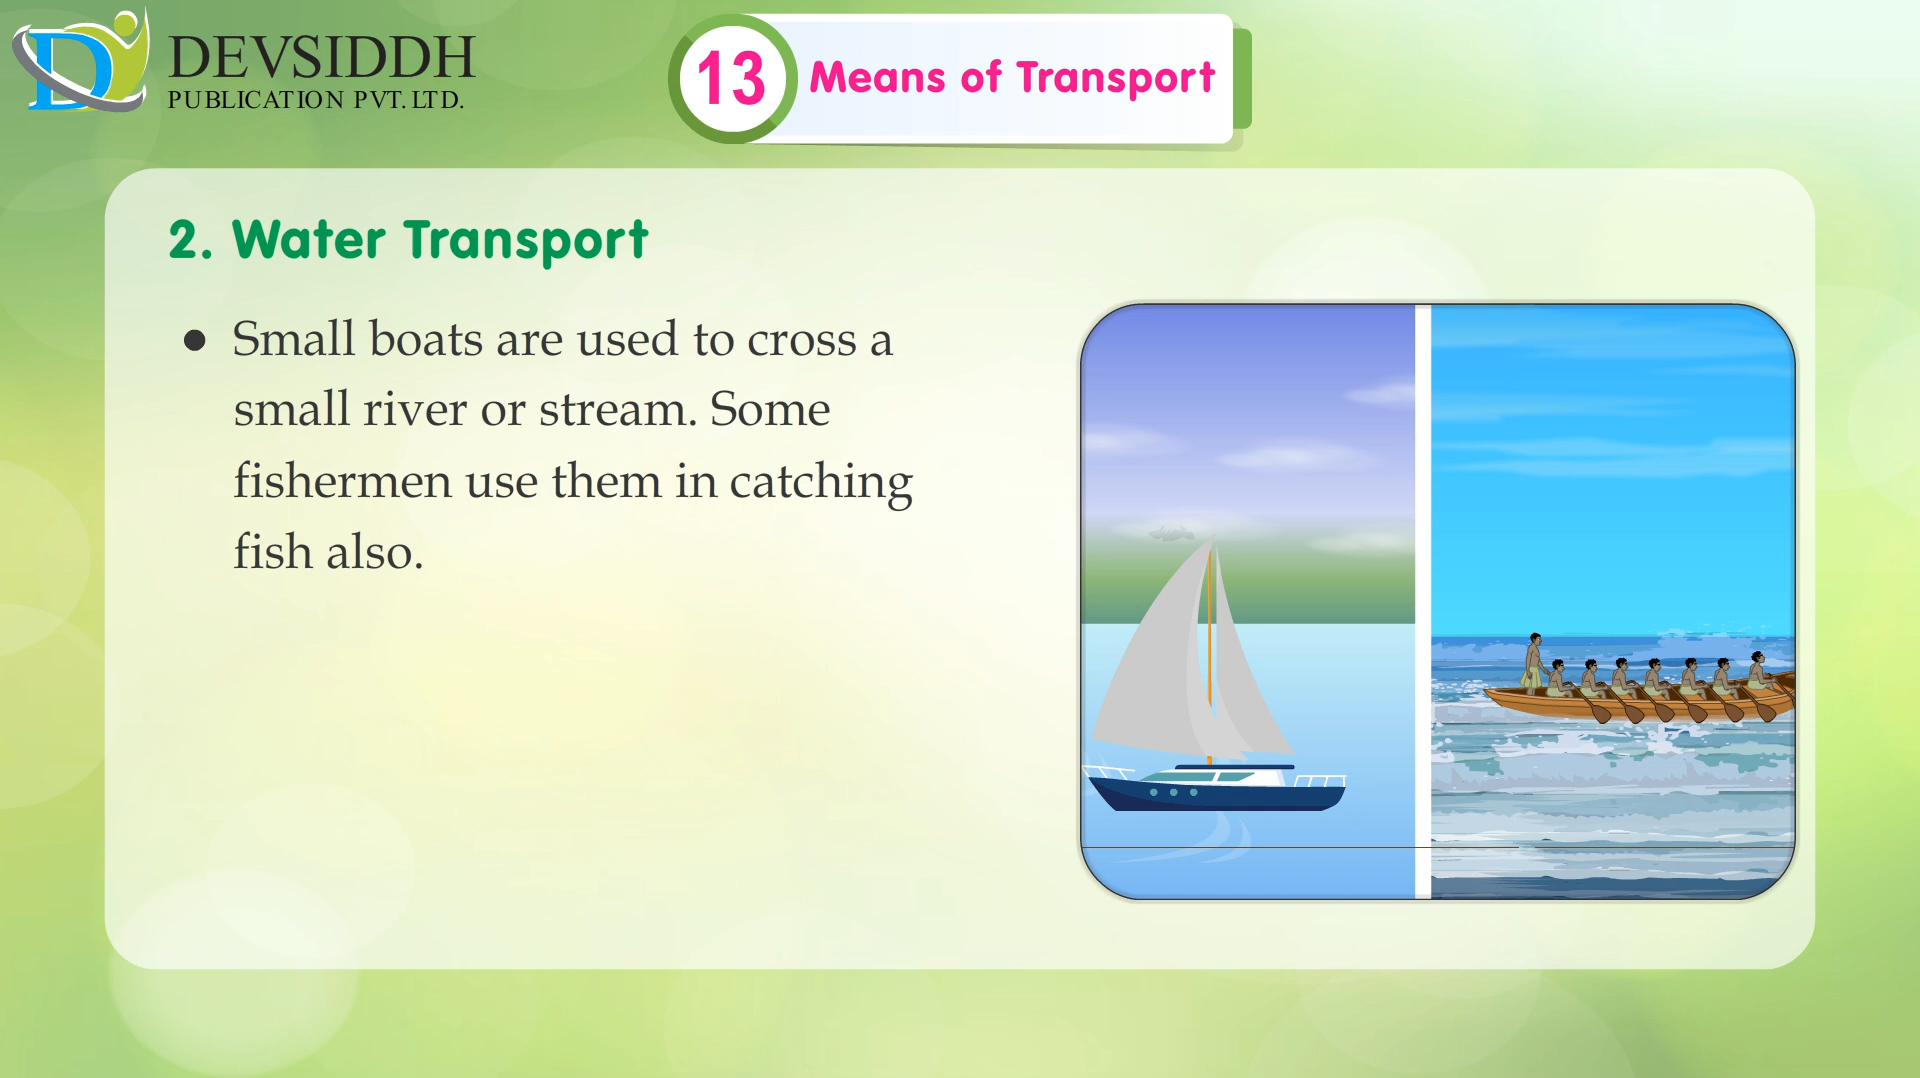 DEVSIDDH
PUBLICATION PVT. LTD.
13 Means of Transport
2. Water Transport
● Small boats are used to cross a
small river or stream. Some
fishermen use them in catching
fish also.